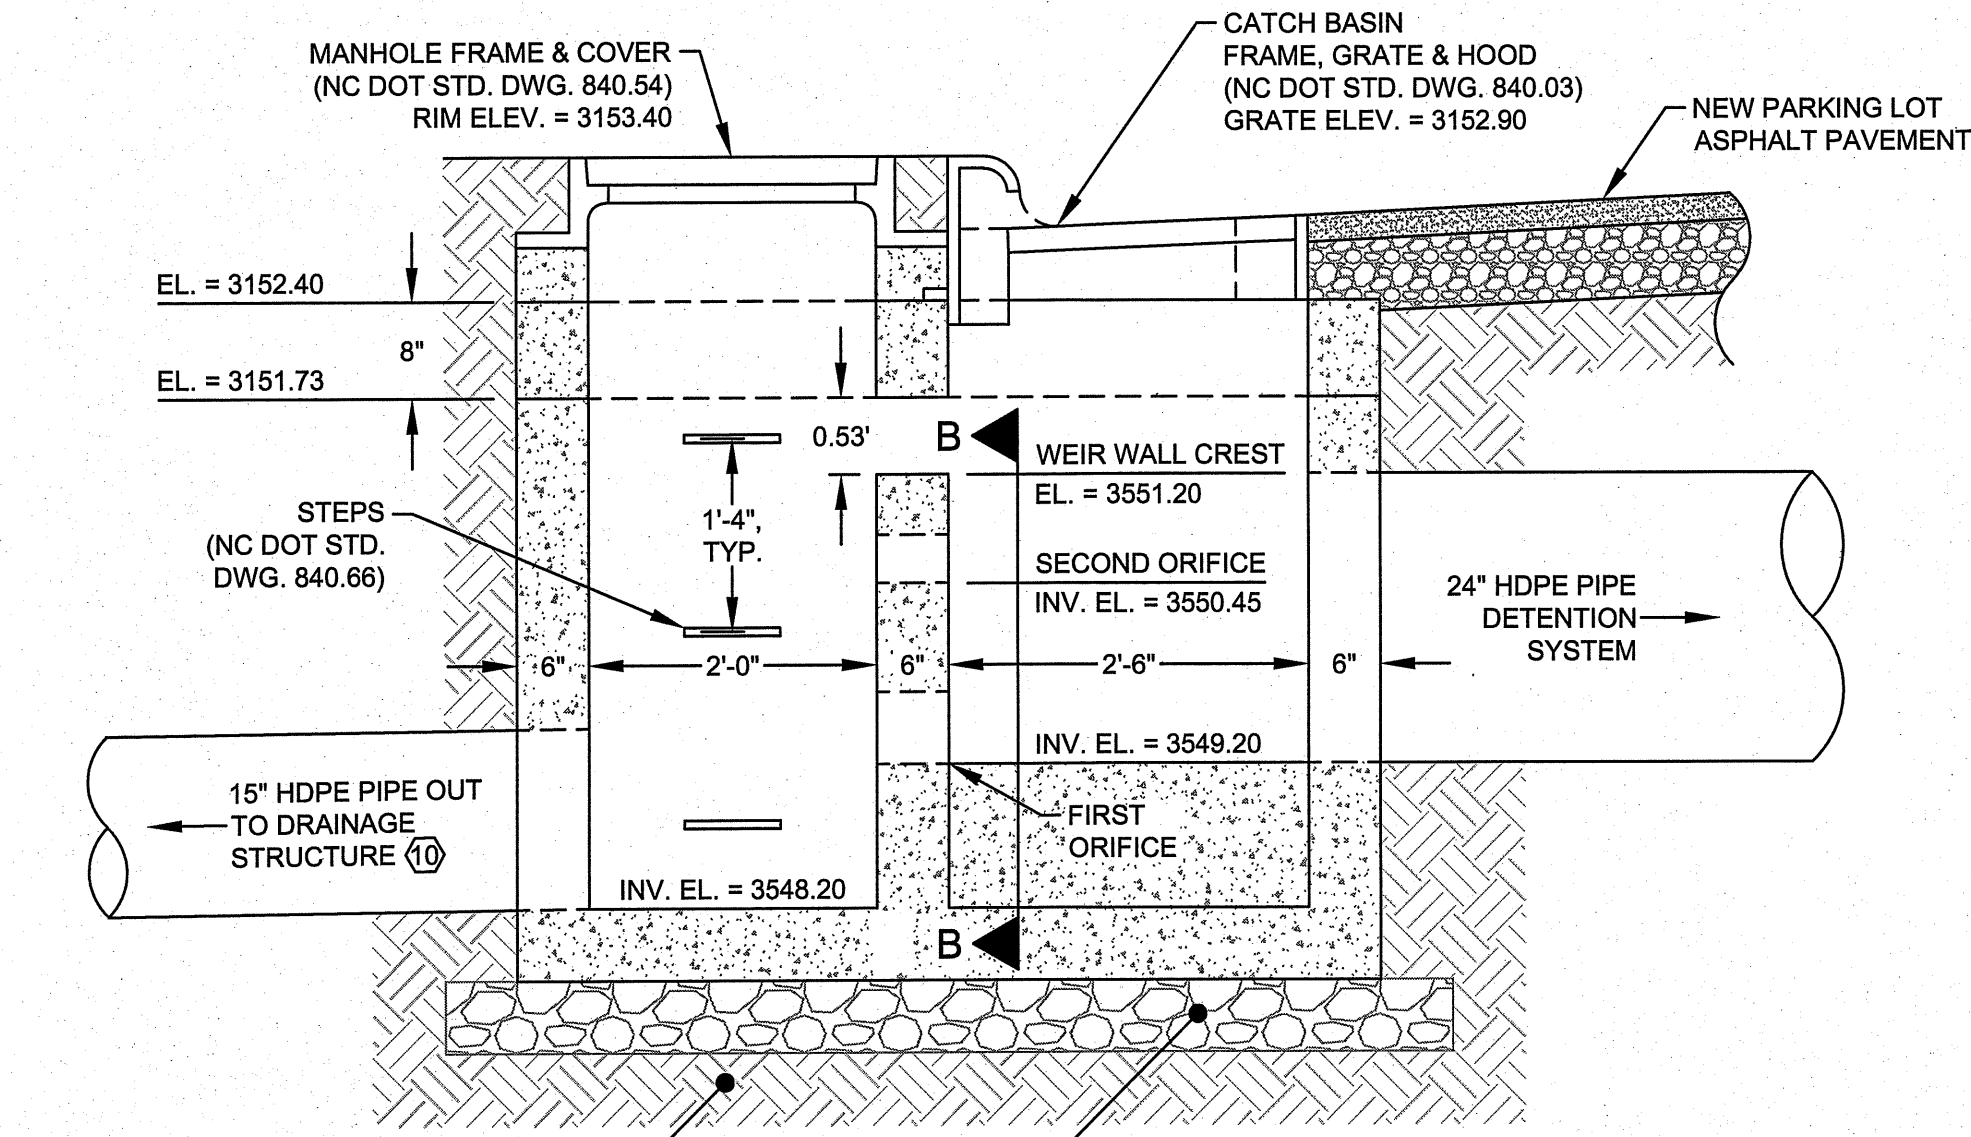 CATCH BASIN
FRAME, GRATE & HOOD
(NC DOT STD. DWG. 840.03)
GRATE ELEV. = 3152.90
MANHOLE FRAME & COVER
(NC DOT STD. DWG. 840.54)
RIM ELEV. = 3153.40
NEW PARKING LOT
ASPHALT PAVEMENT
EL. = 3152.40
8"
EL. = 3151.73
0.53'
B
WEIR WALL CREST
EL. = 3551.20
STEPS
(NC DOT STD.
DWG. 840.66)
1'-4",
TYP.
SECOND ORIFICE
INV. EL. = 3550.45
24" HDPE PIPE
DETENTION
SYSTEM
6"
2'-0"
6"
2'-6"
6"
INV. EL. = 3549.20
15" HDPE PIPE OUT
TO DRAINAGE
STRUCTURE 10
FIRST
ORIFICE
INV. EL. = 3548.20
B